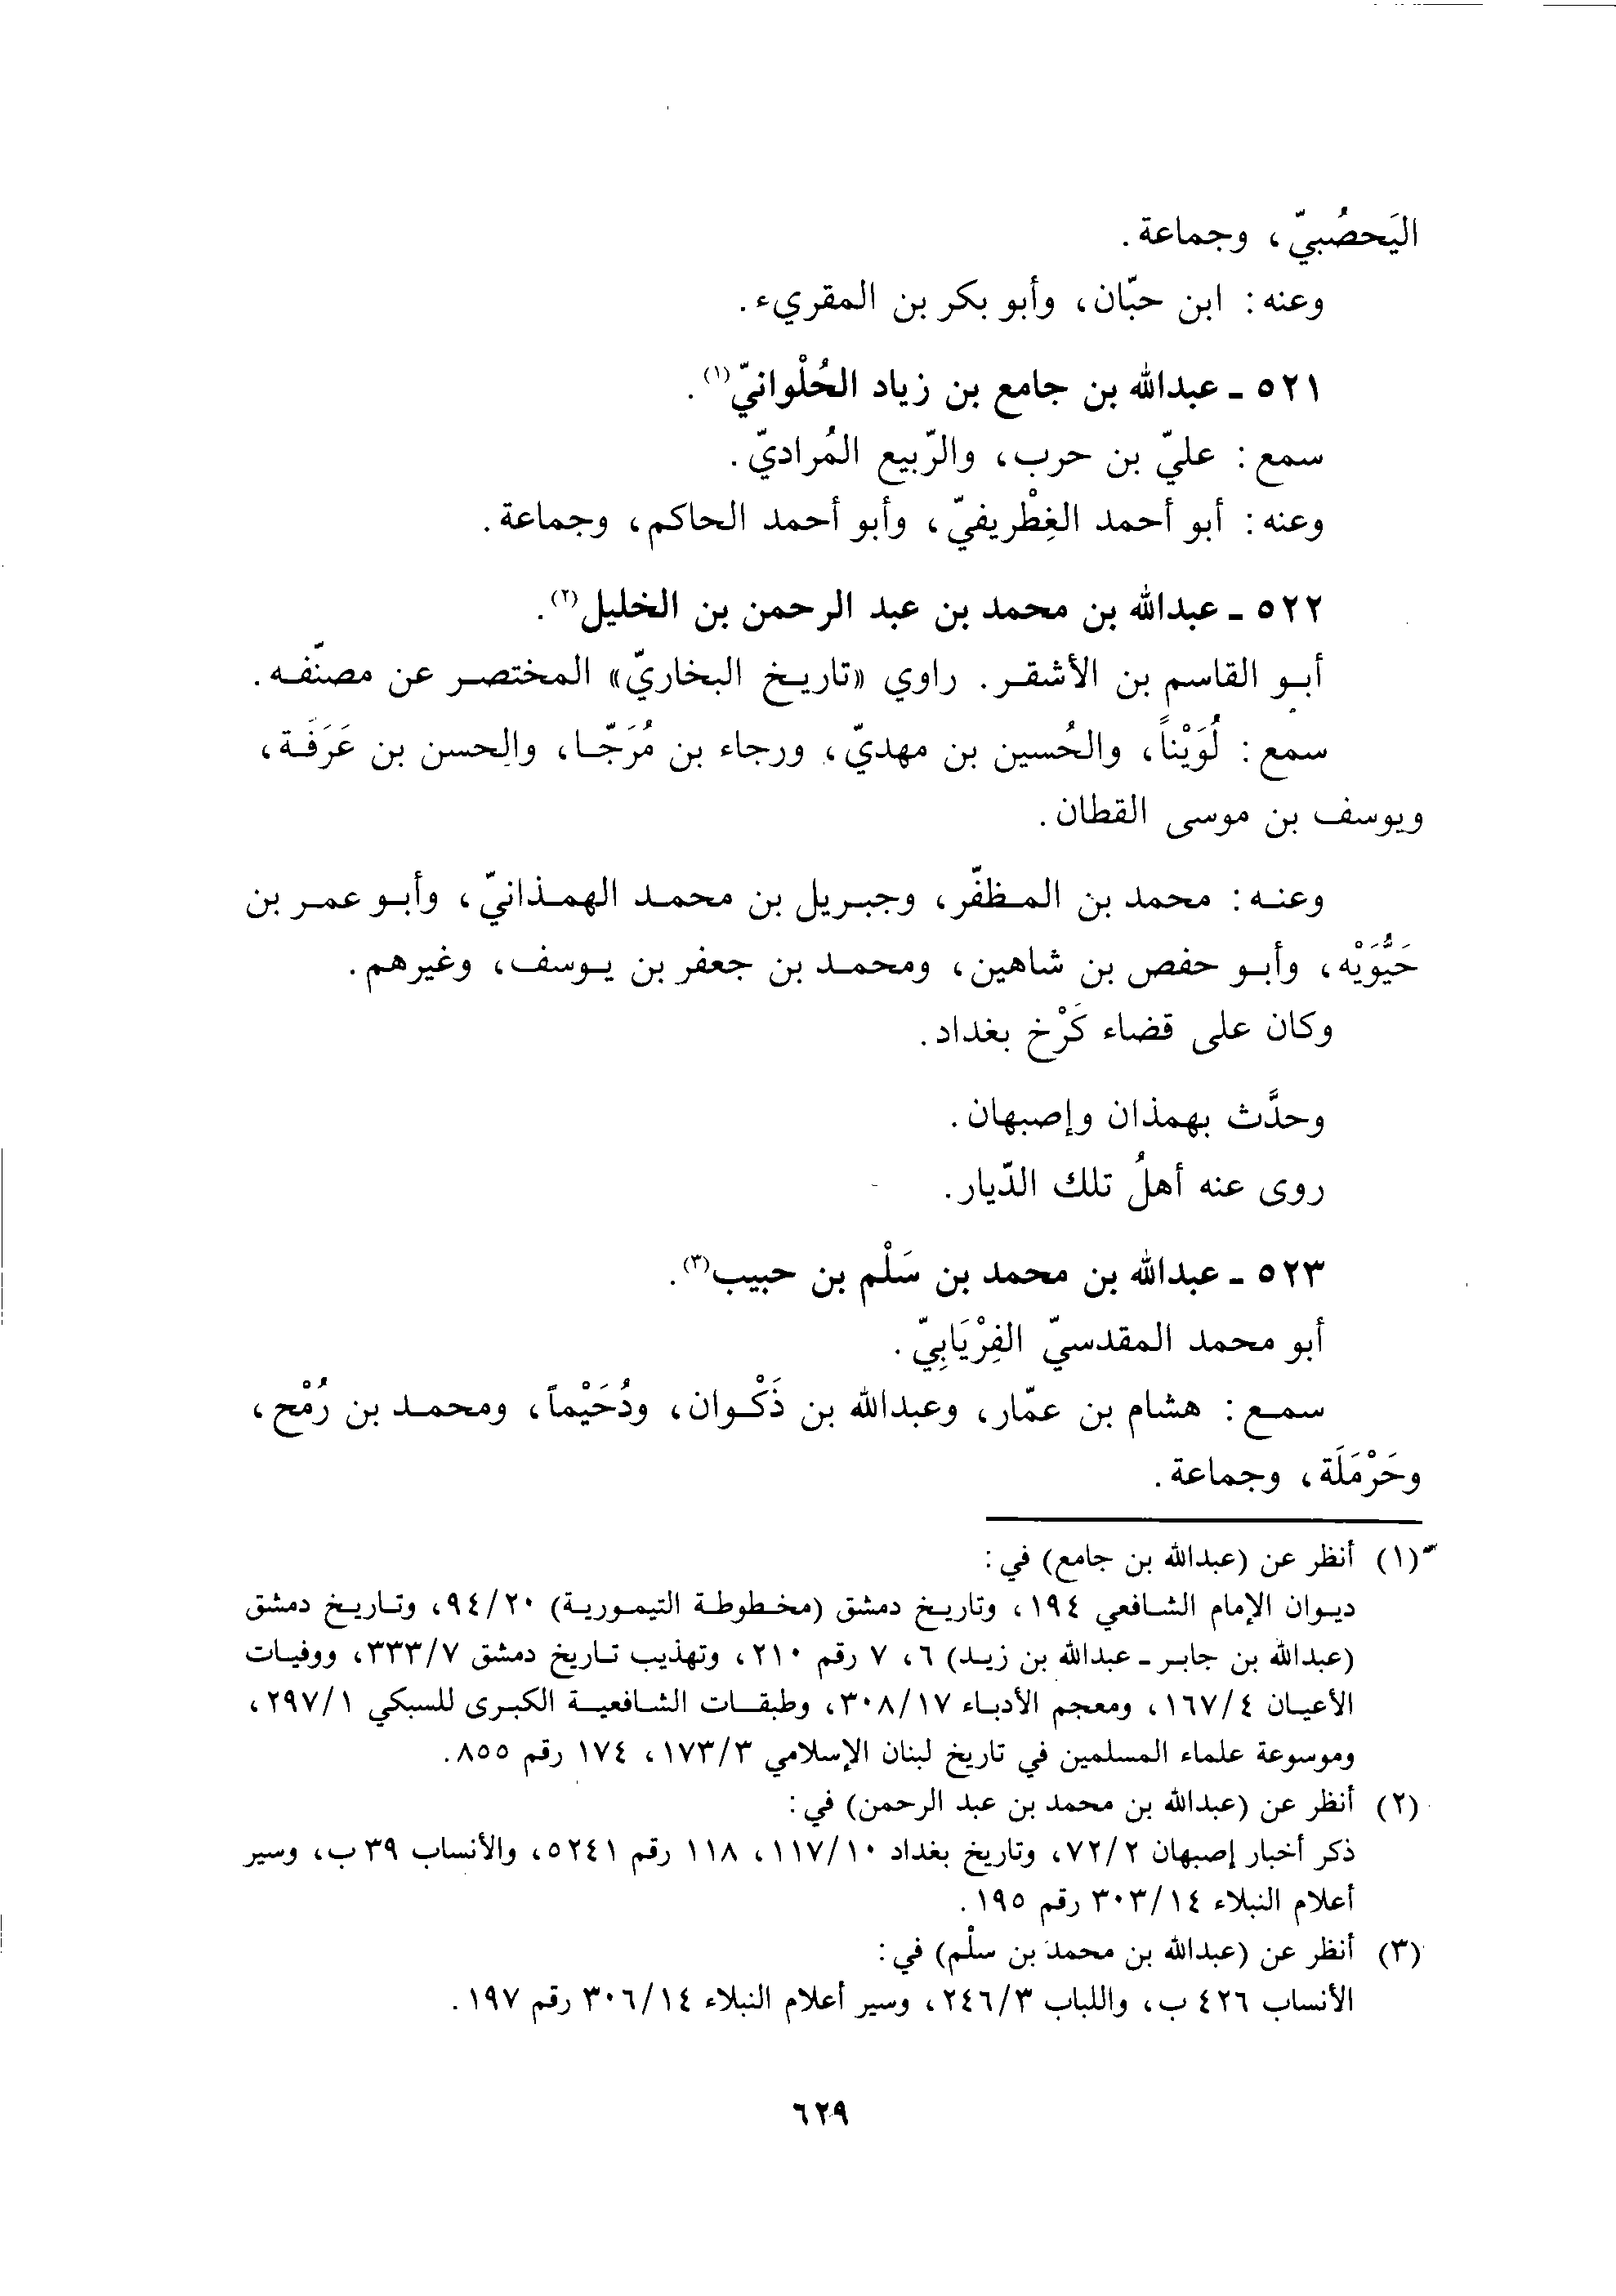 اليَحصُبيّ، وجماعة.
وعنه: ابن حبّان، وأبو بكر بن المقريء.
٥٢١ ـ عبدالله بن جامع بن زياد الحُلْوانيّ(١).
سمع: عليّ بن حرب، والرّبيع المُراديّ.
وعنه: أبو أحمد الغِطْريفيّ، وأبو أحمد الحاكم، وجماعة.
٥٢٢ ـ عبدالله بن محمد بن عبد الرحمن بن الخليل(٢).
أبو القاسم بن الأشقر. راوي «تاريخ البخاريّ» المختصر عن مصنّفه.
سمع: لُوَيْناً، والحُسين بن مهديّ، ورجاء بن مُرَجّا، والحسن بن عَرَفَة،
ويوسف بن موسى القطان.
وعنه: محمد بن المظفّر، وجبريل بن محمد الهمذانيّ، وأبو عمر بن
حَيُّوَيْه، وأبو حفص بن شاهين، ومحمد بن جعفر بن يوسف، وغيرهم.
وكان على قضاء كَرْخ بغداد.
وحدَّث بهمذان وإصبهان.
روى عنه أهلُ تلك الدّيار.
٥٢٣ ـ عبدالله بن محمد بن سَلْم بن حبيب(٣).
أبو محمد المقدسيّ الفِرْيَابِيّ.
سمع: هشام بن عمّار، وعبدالله بن ذَكْوان، ودُحَيْماً، ومحمد بن رُمْح،
وحَرْمَلَة، وجماعة.
(١) أنظر عن (عبدالله بن جامع) في:
ديوان الإمام الشافعي ١٩٤، وتاريخ دمشق (مخطوطة التيمورية) ٩٤/٢٠، وتاريخ دمشق
(عبدالله بن جابر ـ عبدالله بن زيد) ٦، ٧ رقم ٢١٠، وتهذيب تاريخ دمشق ٣٣٣/٧، ووفيات
الأعيان ١٦٧/٤، ومعجم الأدباء ٣٠٨/١٧، وطبقات الشافعية الكبرى للسبكي ٢٩٧/١،
وموسوعة علماء المسلمين في تاريخ لبنان الإسلامي ١٧٣/٣، ١٧٤ رقم ٨٥٥.
(٢) أنظر عن (عبدالله بن محمد بن عبد الرحمن) في:
ذكر أخبار إصبهان ٧٢/٢، وتاريخ بغداد ١١٧/١٠، ١١٨ رقم ٥٢٤١، والأنساب ٣٩ ب، وسير
أعلام النبلاء ٣٠٣/١٤ رقم ١٩٥.
(٣) أنظر عن (عبدالله بن محمد بن سلْم) في:
الأنساب ٤٢٦ ب، واللباب ٢٤٦/٣، وسير أعلام النبلاء ٣٠٦/١٤ رقم ١٩٧.
٦٢٩